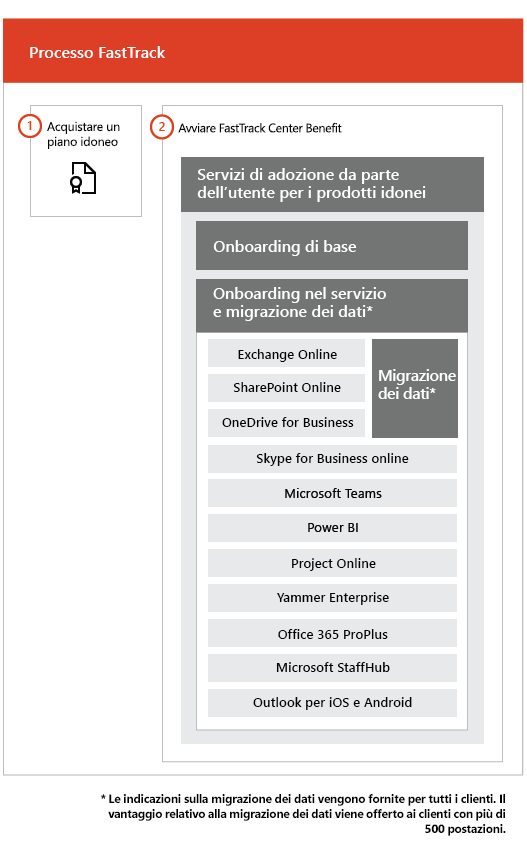 Processo FastTrack
1
Acquistare un
piano idoneo
2
Avviare FastTrack Center Benefit
Servizi di adozione da parte
dell'utente per i prodotti idonei
Onboarding di base
Onboarding nel servizio
e migrazione dei dati*
Exchange Online
SharePoint Online
OneDrive for Business
Migrazione
dei dati*
Skype for Business online
Microsoft Teams
Power BI
Project Online
Yammer Enterprise
Office 365 ProPlus
Microsoft StaffHub
Outlook per iOS e Android
* Le indicazioni sulla migrazione dei dati vengono fornite per tutti i clienti. Il
vantaggio relativo alla migrazione dei dati viene offerto ai clienti con più di
500 postazioni.